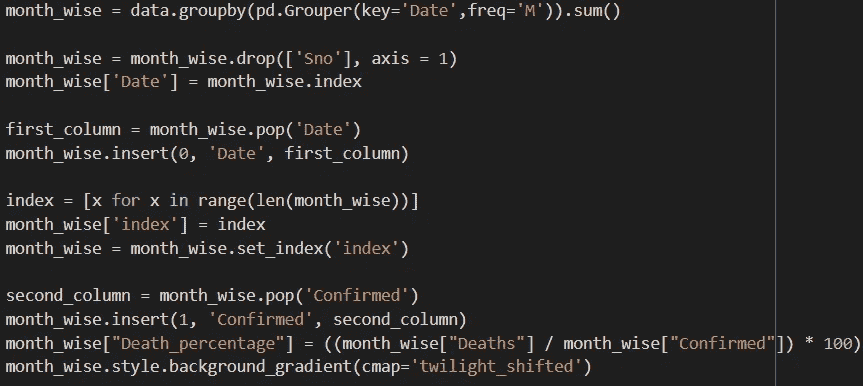 month_wise = data.groupby(pd.Grouper(key='Date',freq='M')).sum()
month_wise = month_wise.drop(['Sno'], axis = 1)
month_wise['Date'] = month_wise.index
first_column = month_wise.pop('Date')
month_wise.insert(0, 'Date', first_column)
index = [x for x in range(len(month_wise))]
month_wise['index'] = index
month_wise = month_wise.set_index('index')
second_column = month_wise.pop('Confirmed')
month_wise.insert(1, 'Confirmed', second_column)
month_wise["Death_percentage"] = ((month_wise["Deaths"] / month_wise["Confirmed"]) * 100)
month_wise.style.background_gradient(cmap='twilight_shifted')